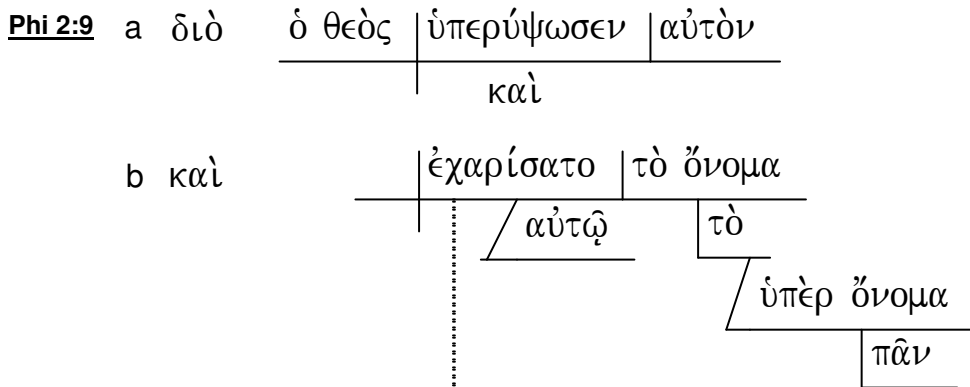 Phi 2:9 a διὸ ὁ θεὸς ὑπερύψωσεν αὐτὸν
καὶ
b καὶ ἐχαρίσατο τὸ ὄνομα
αὐτῷ τὸ
ὑπὲρ ὄνομα
πᾶν